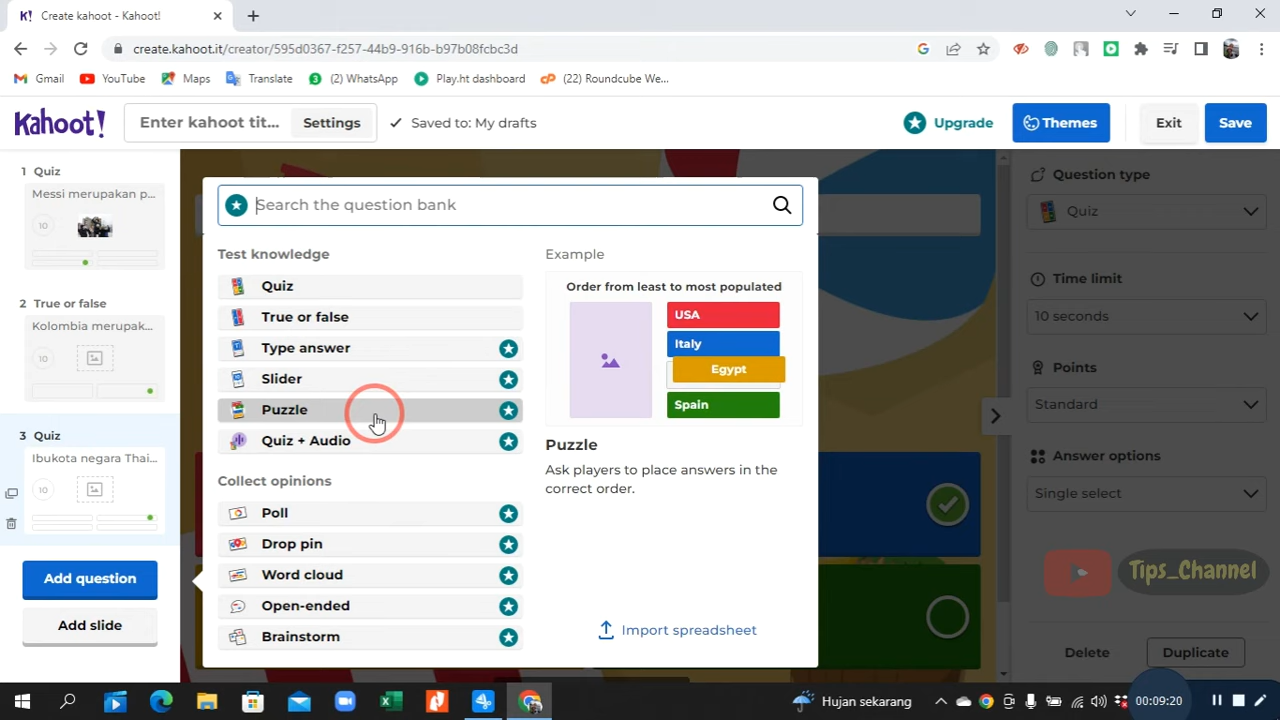 Create kahoot - Kahoot!
create.kahoot.it/creator/595d0367-f257-44b9-916b-b97b08fcbc3d
Gmail
YouTube
Maps
Translate
(2) WhatsApp
Play.ht dashboard
(22) Roundcube We...
Kahoot!
Enter kahoot tit...
Settings
Saved to: My drafts
Upgrade
Themes
Exit
Save
1 Quiz
Messi merupakan p...
10
2 True or false
Kolombia merupak...
10
3 Quiz
Ibukota negara Thai...
10
Add question
Add slide
Search the question bank
Test knowledge
Quiz
True or false
Type answer
Slider
Puzzle
Quiz + Audio
Collect opinions
Poll
Drop pin
Word cloud
Open-ended
Brainstorm
Example
Order from least to most populated
USA
Italy
Egypt
Spain
Puzzle
Ask players to place answers in the
correct order.
Import spreadsheet
Question type
Quiz
Time limit
10 seconds
Points
Standard
Answer options
Single select
Tips_Channel
Delete
Duplicate
Hujan sekarang
00:09:20